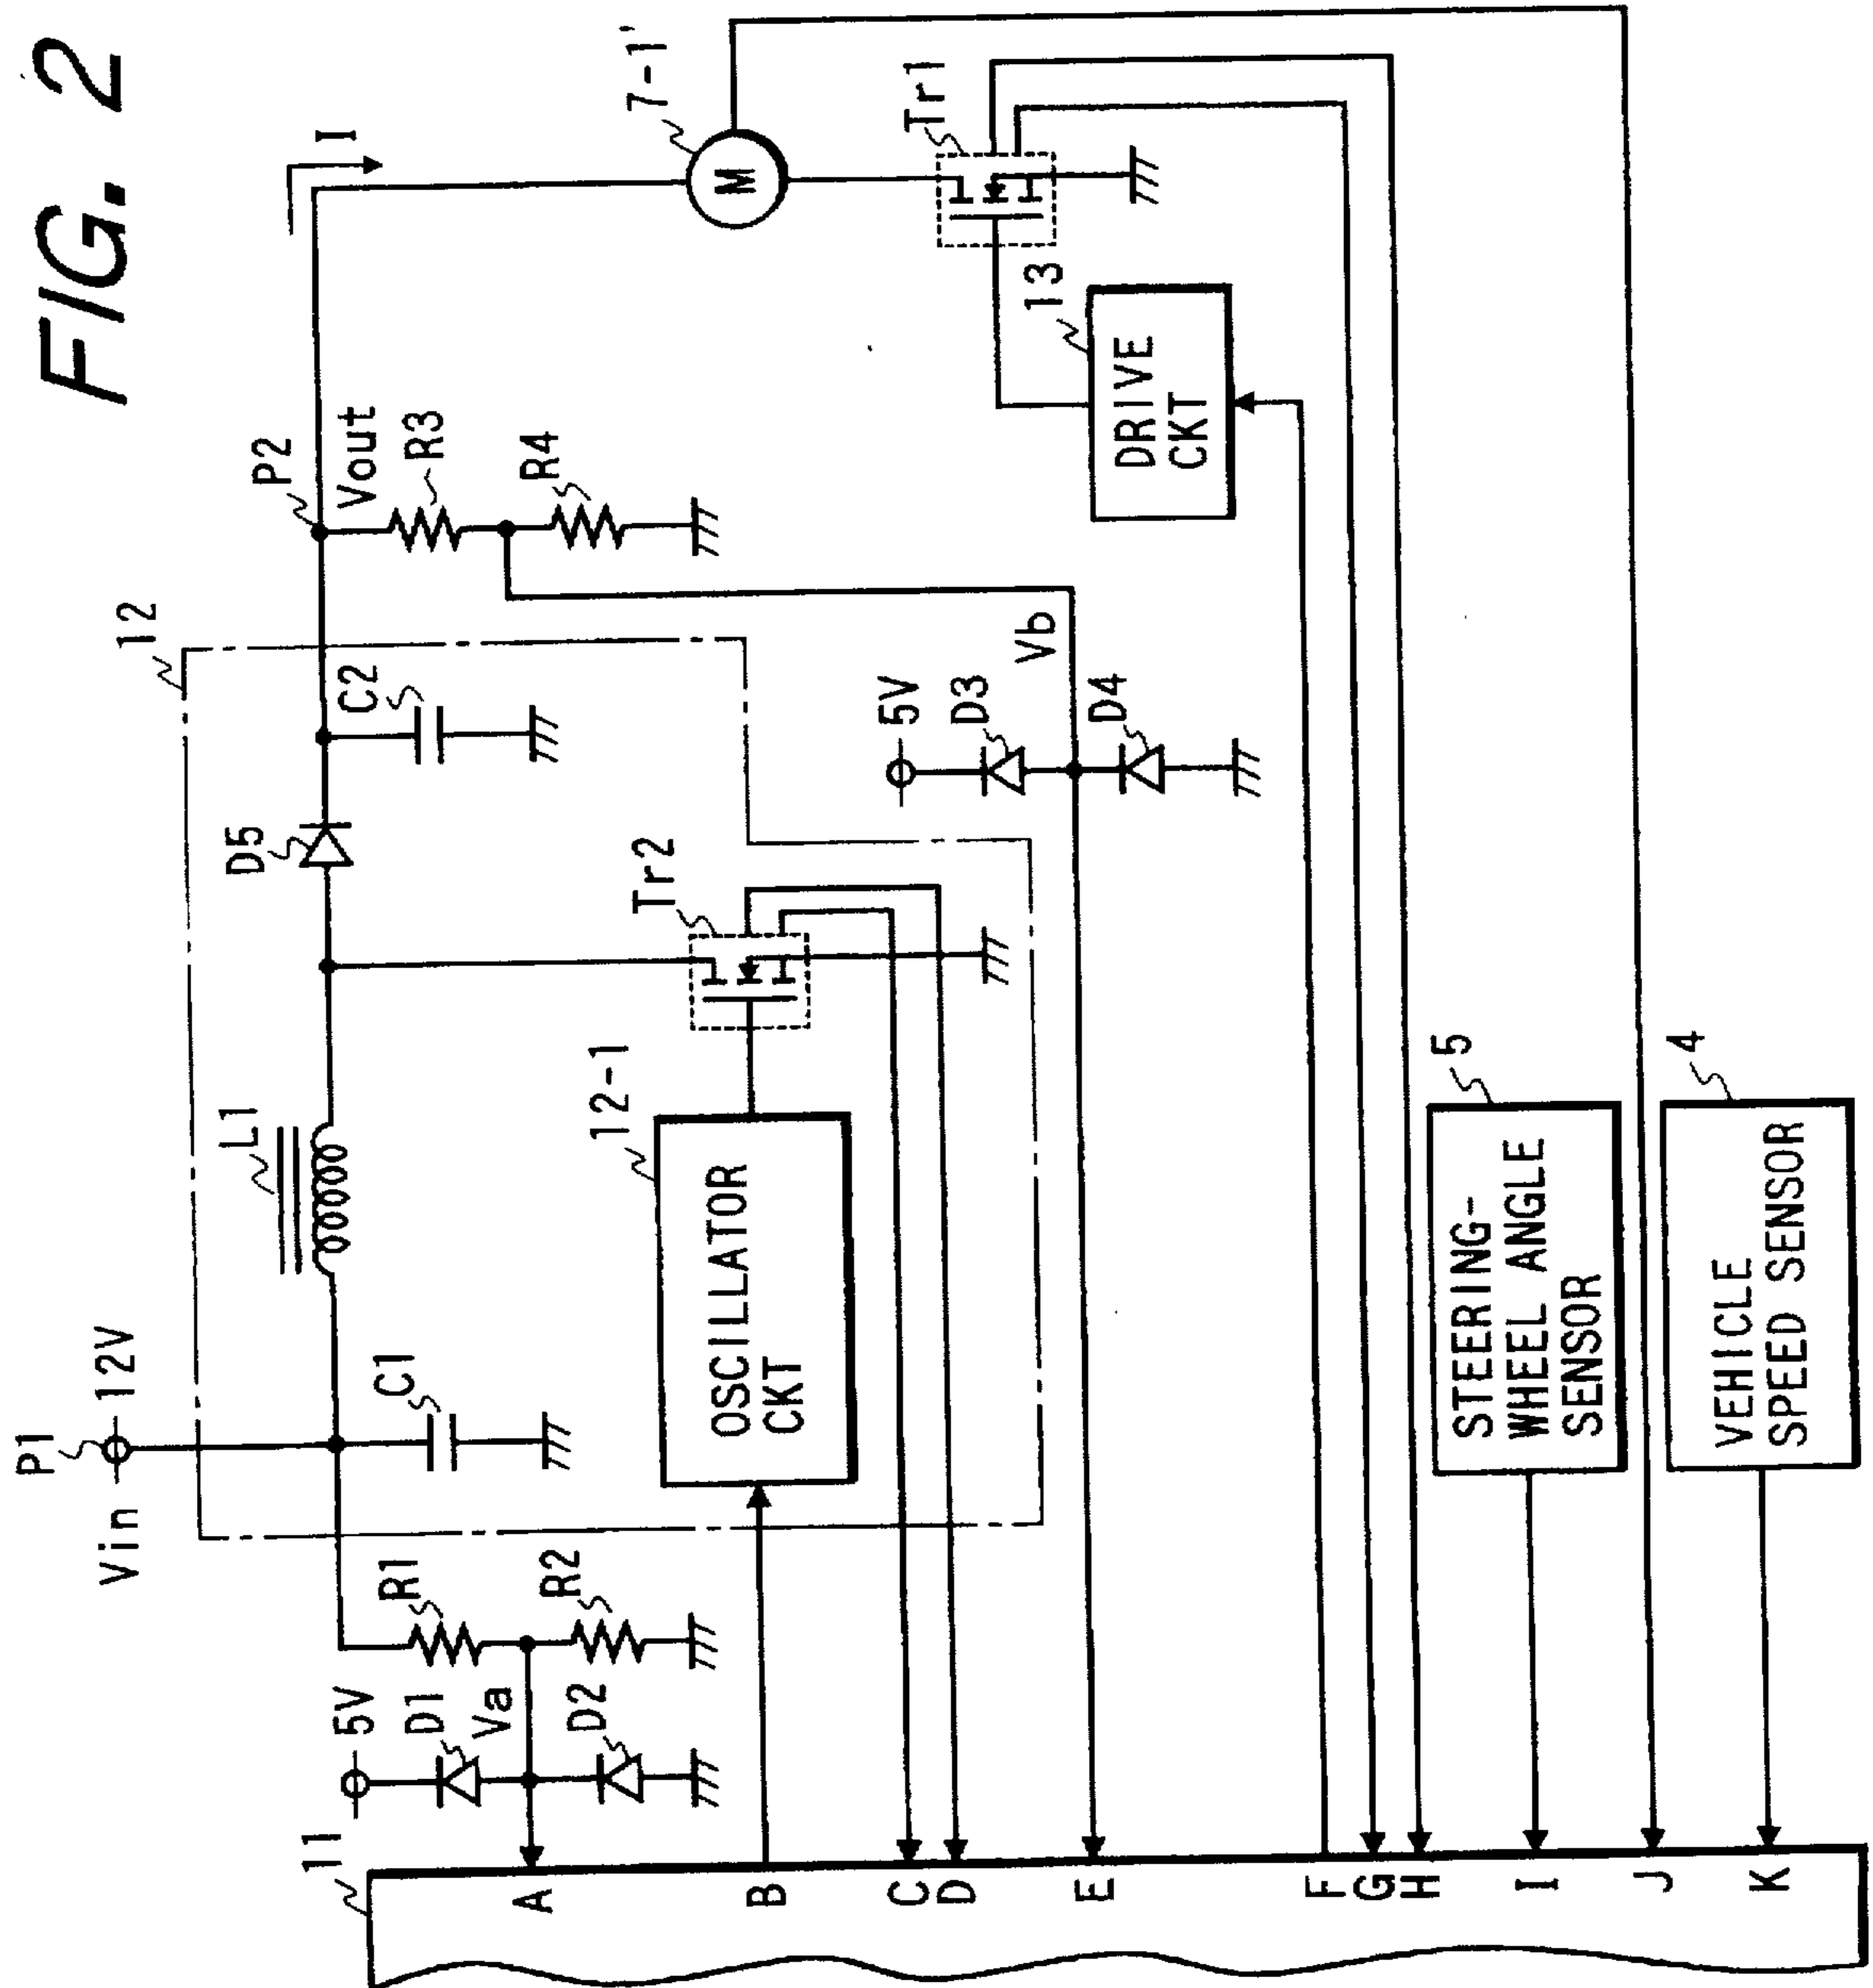 FIG. 2
P1
Vin
12V
L1
D5
12
P2
I
Vout
C2
R3
R4
C1
R1
R2
5V
D1
Va
D2
11
12-1
OSCILLATOR
CKT
Tr2
5V
D3
Vb
D4
7-1'
M
Tr1
13
DRIVE
CKT
5
STEERING-
WHEEL ANGLE
SENSOR
4
VEHICLE
SPEED SENSOR
A
B
C
D
E
F
G
H
I
J
K